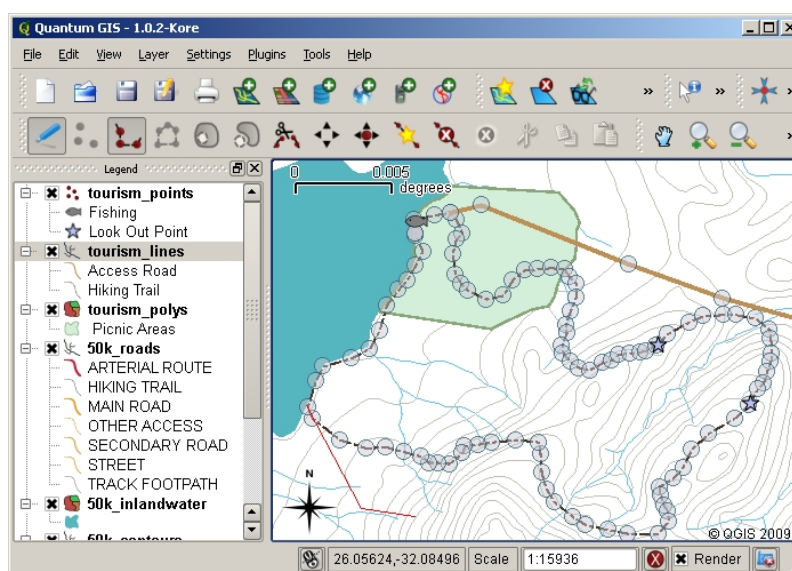 Quantum GIS - 1.0.2-Kore
File Edit View Layer Settings Plugins Tools Help
» » »
»
Legend
tourism_points
Fishing
Look Out Point
tourism_lines
Access Road
Hiking Trail
tourism_polys
Picnic Areas
50k_roads
ARTERIAL ROUTE
HIKING TRAIL
MAIN ROAD
OTHER ACCESS
SECONDARY ROAD
STREET
TRACK FOOTPATH
50k_inlandwater
50k_contours
0 0.005
degrees
N
© QGIS 2009
26.05624,-32.08496 Scale 1:15936 Render